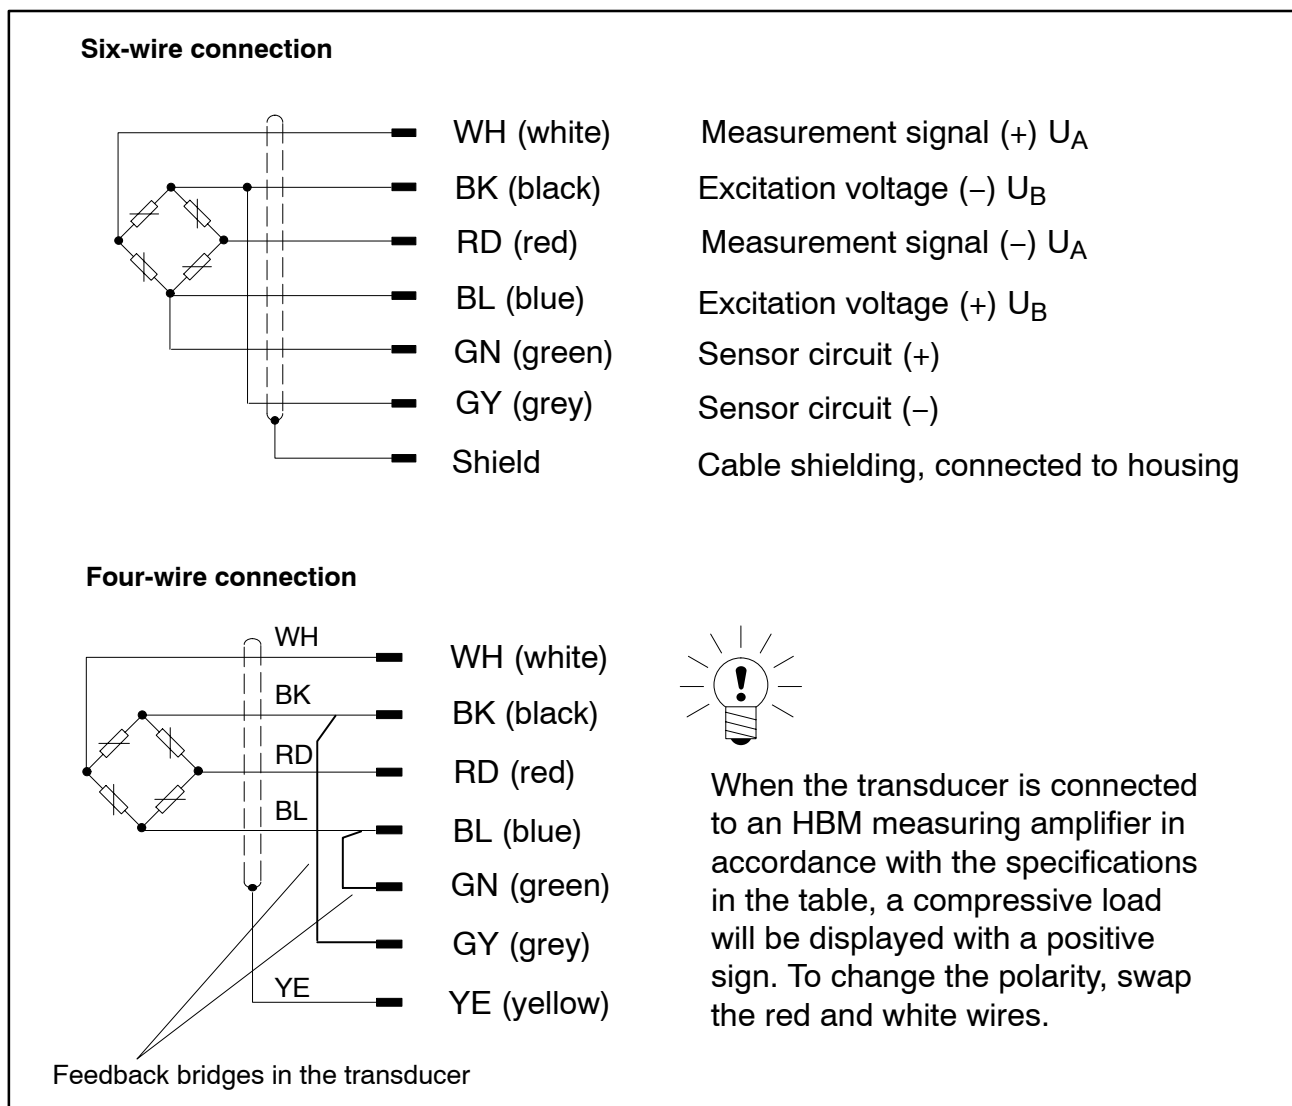 Six-wire connection
WH (white) Measurement signal (+) UA
BK (black) Excitation voltage (−) UB
RD (red) Measurement signal (−) UA
BL (blue) Excitation voltage (+) UB
GN (green) Sensor circuit (+)
GY (grey) Sensor circuit (−)
Shield Cable shielding, connected to housing
Four-wire connection
WH WH (white)
BK BK (black)
RD RD (red)
BL BL (blue)
GN (green)
GY (grey)
YE YE (yellow)
Feedback bridges in the transducer
!
When the transducer is connected
to an HBM measuring amplifier in
accordance with the specifications
in the table, a compressive load
will be displayed with a positive
sign. To change the polarity, swap
the red and white wires.